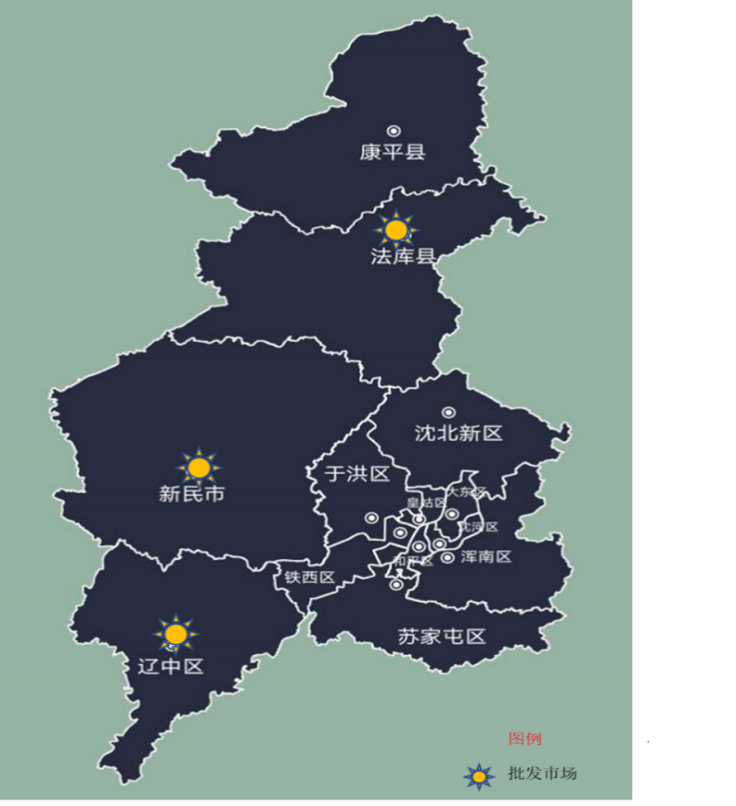 康平县
法库县
沈北新区
于洪区
新民市
大东区
皇姑区
沈河区
和平区
浑南区
铁西区
苏家屯区
辽中区
图例
批发市场